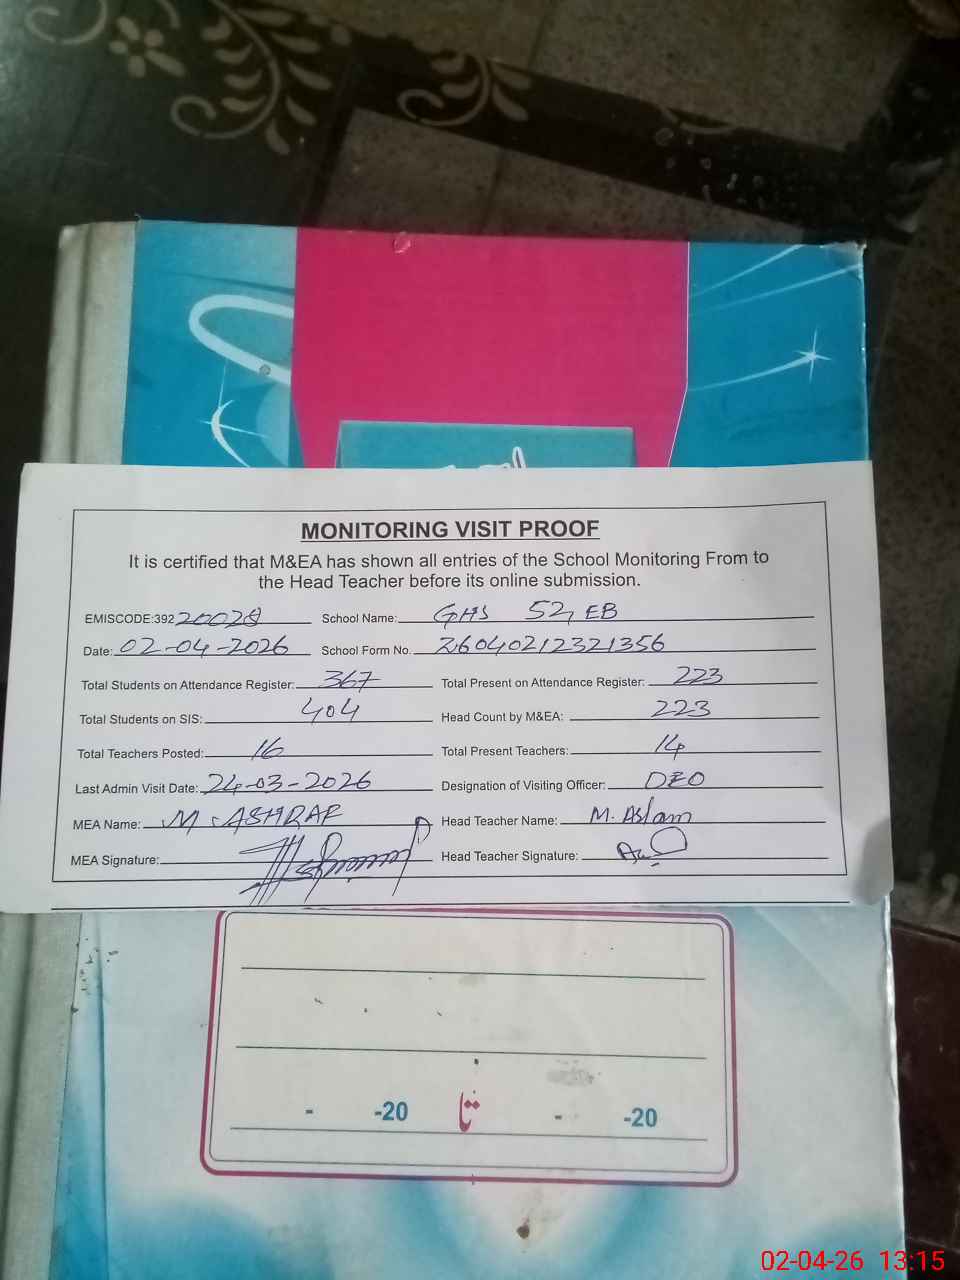 MONITORING VISIT PROOF
It is certified that M&EA has shown all entries of the School Monitoring From to
the Head Teacher before its online submission.
EMISCODE:392 20028 School Name: GHS 52, EB
Date: 02-04-2026 School Form No. 26040212321356
Total Students on Attendance Register: 367 Total Present on Attendance Register: 223
Total Students on SIS: 404 Head Count by M&EA: 223
Total Teachers Posted: 16 Total Present Teachers: 14
Last Admin Visit Date: 24-03-2026 Designation of Visiting Officer: DEO
MEA Name: M. ASHRAF Head Teacher Name: M. Aslam
MEA Signature: Head Teacher Signature:
- -20 تا - -20
02-04-26 13:15